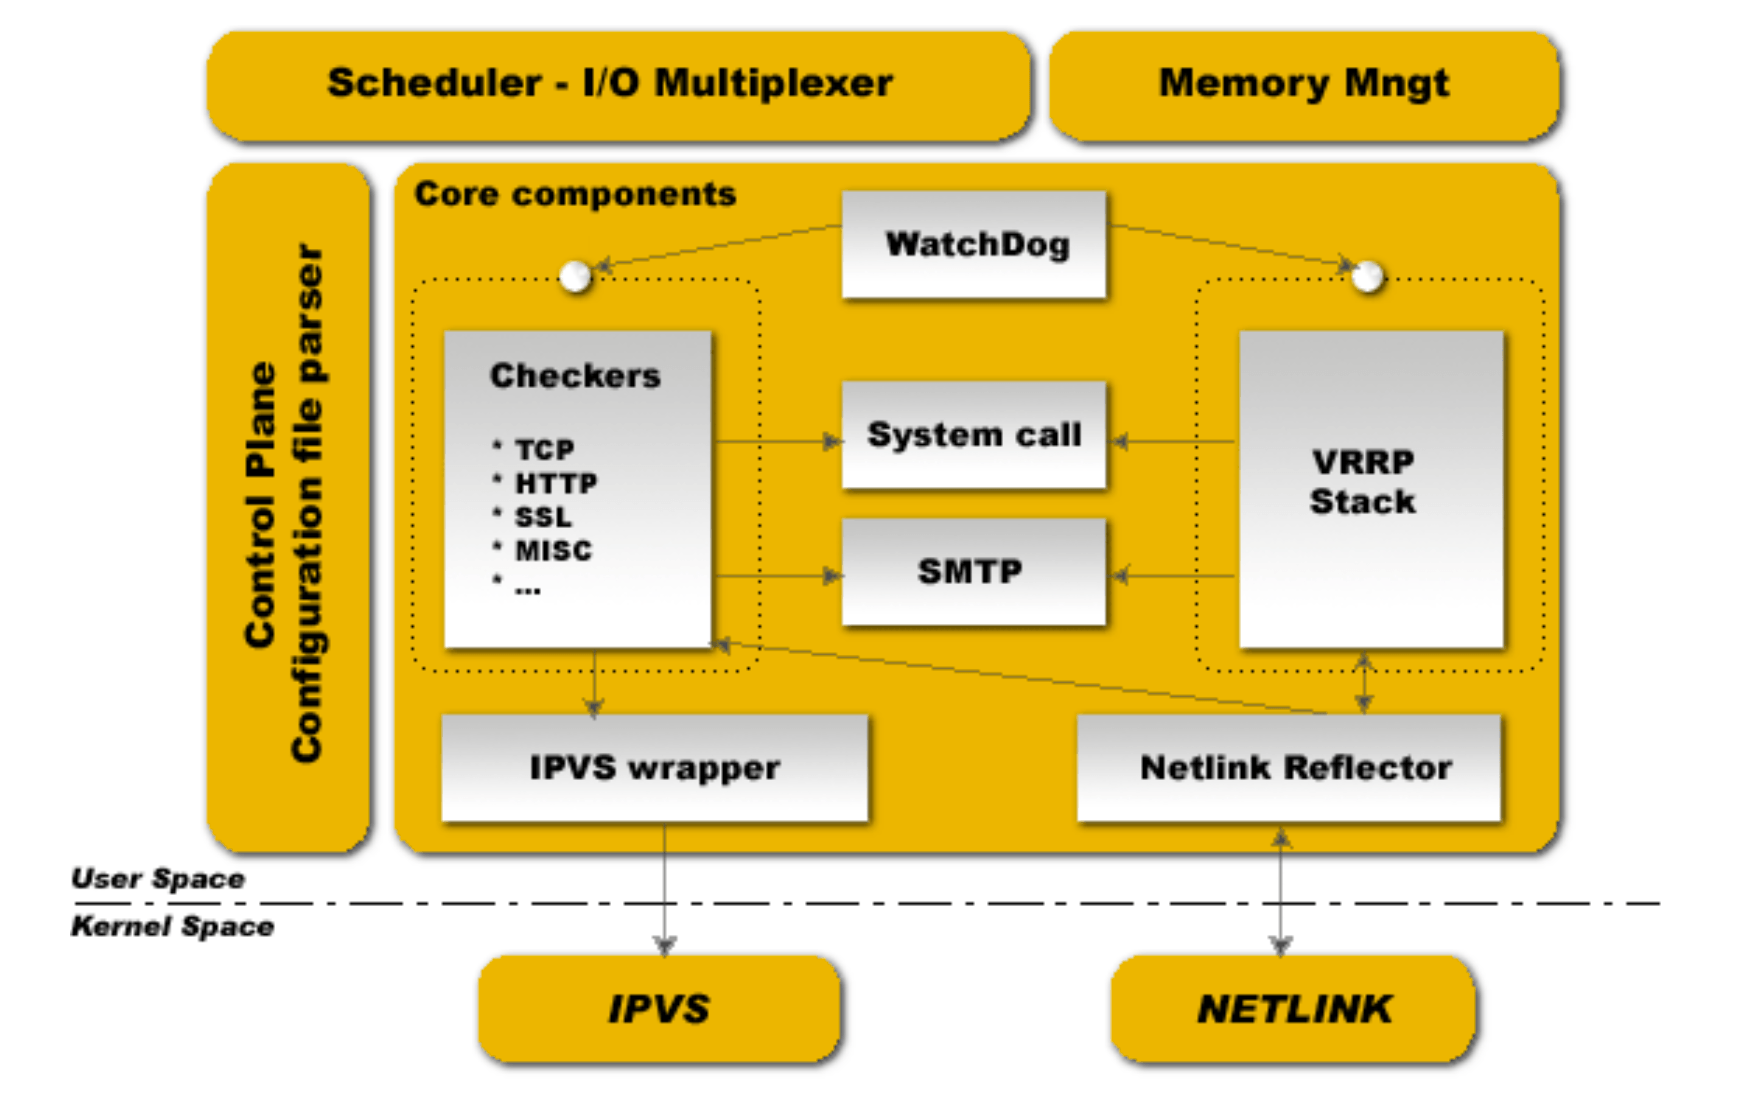 Scheduler - I/O Multiplexer
Memory Mngt
Control Plane
Configuration file parser
Core components
WatchDog
Checkers
* TCP
* HTTP
* SSL
* MISC
* ...
System call
SMTP
VRRP
Stack
IPVS wrapper
Netlink Reflector
User Space
Kernel Space
IPVS
NETLINK